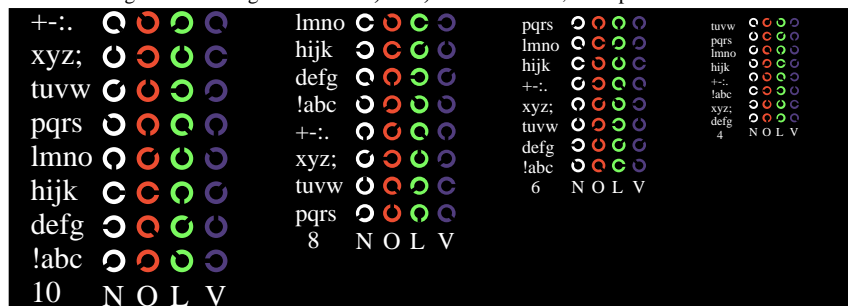 +-:.
xyz;
tuvw
pqrs
lmno
hijk
defg
!abc
10 N O L V
lmno
hijk
defg
!abc
+-:.
xyz;
tuvw
pqrs
8 N O L V
pqrs
lmno
hijk
+-:.
xyz;
tuvw
defg
!abc
6 N O L V
tuvw
pqrs
lmno
hijk
+-:.
!abc
xyz;
defg
4 N O L V